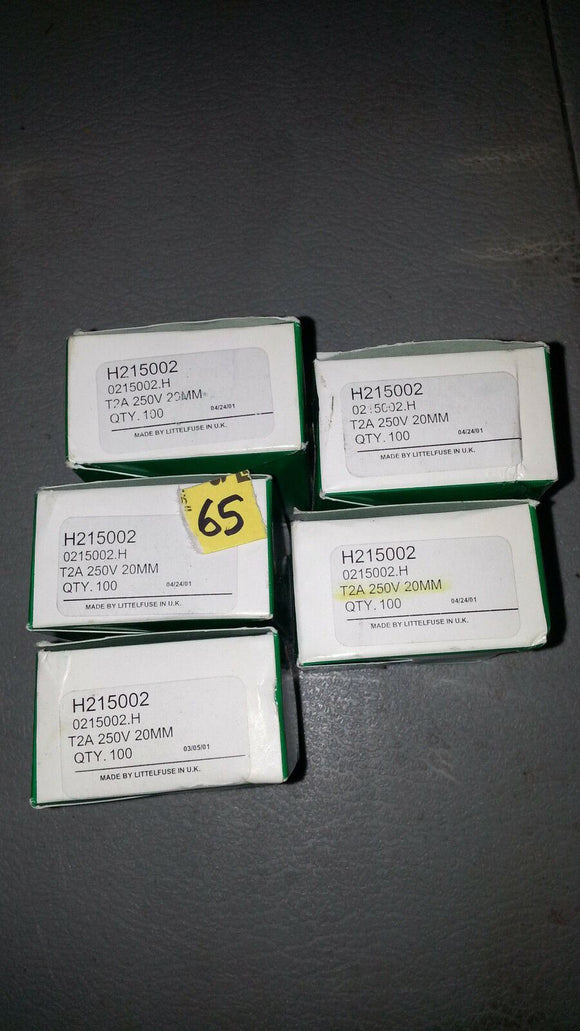 H215002
0215002.H
T2A 250V 20MM
QTY. 100 04/24/01
MADE BY LITTELFUSE IN U.K.
H215002
0215002.H
T2A 250V 20MM
QTY. 100 04/24/01
MADE BY LITTELFUSE IN U.K.
65
H215002
0215002.H
T2A 250V 20MM
QTY. 100 04/24/01
MADE BY LITTELFUSE IN U.K.
H215002
0215002.H
T2A 250V 20MM
QTY. 100 04/24/01
MADE BY LITTELFUSE IN U.K.
H215002
0215002.H
T2A 250V 20MM
QTY. 100 03/05/01
MADE BY LITTELFUSE IN U.K.